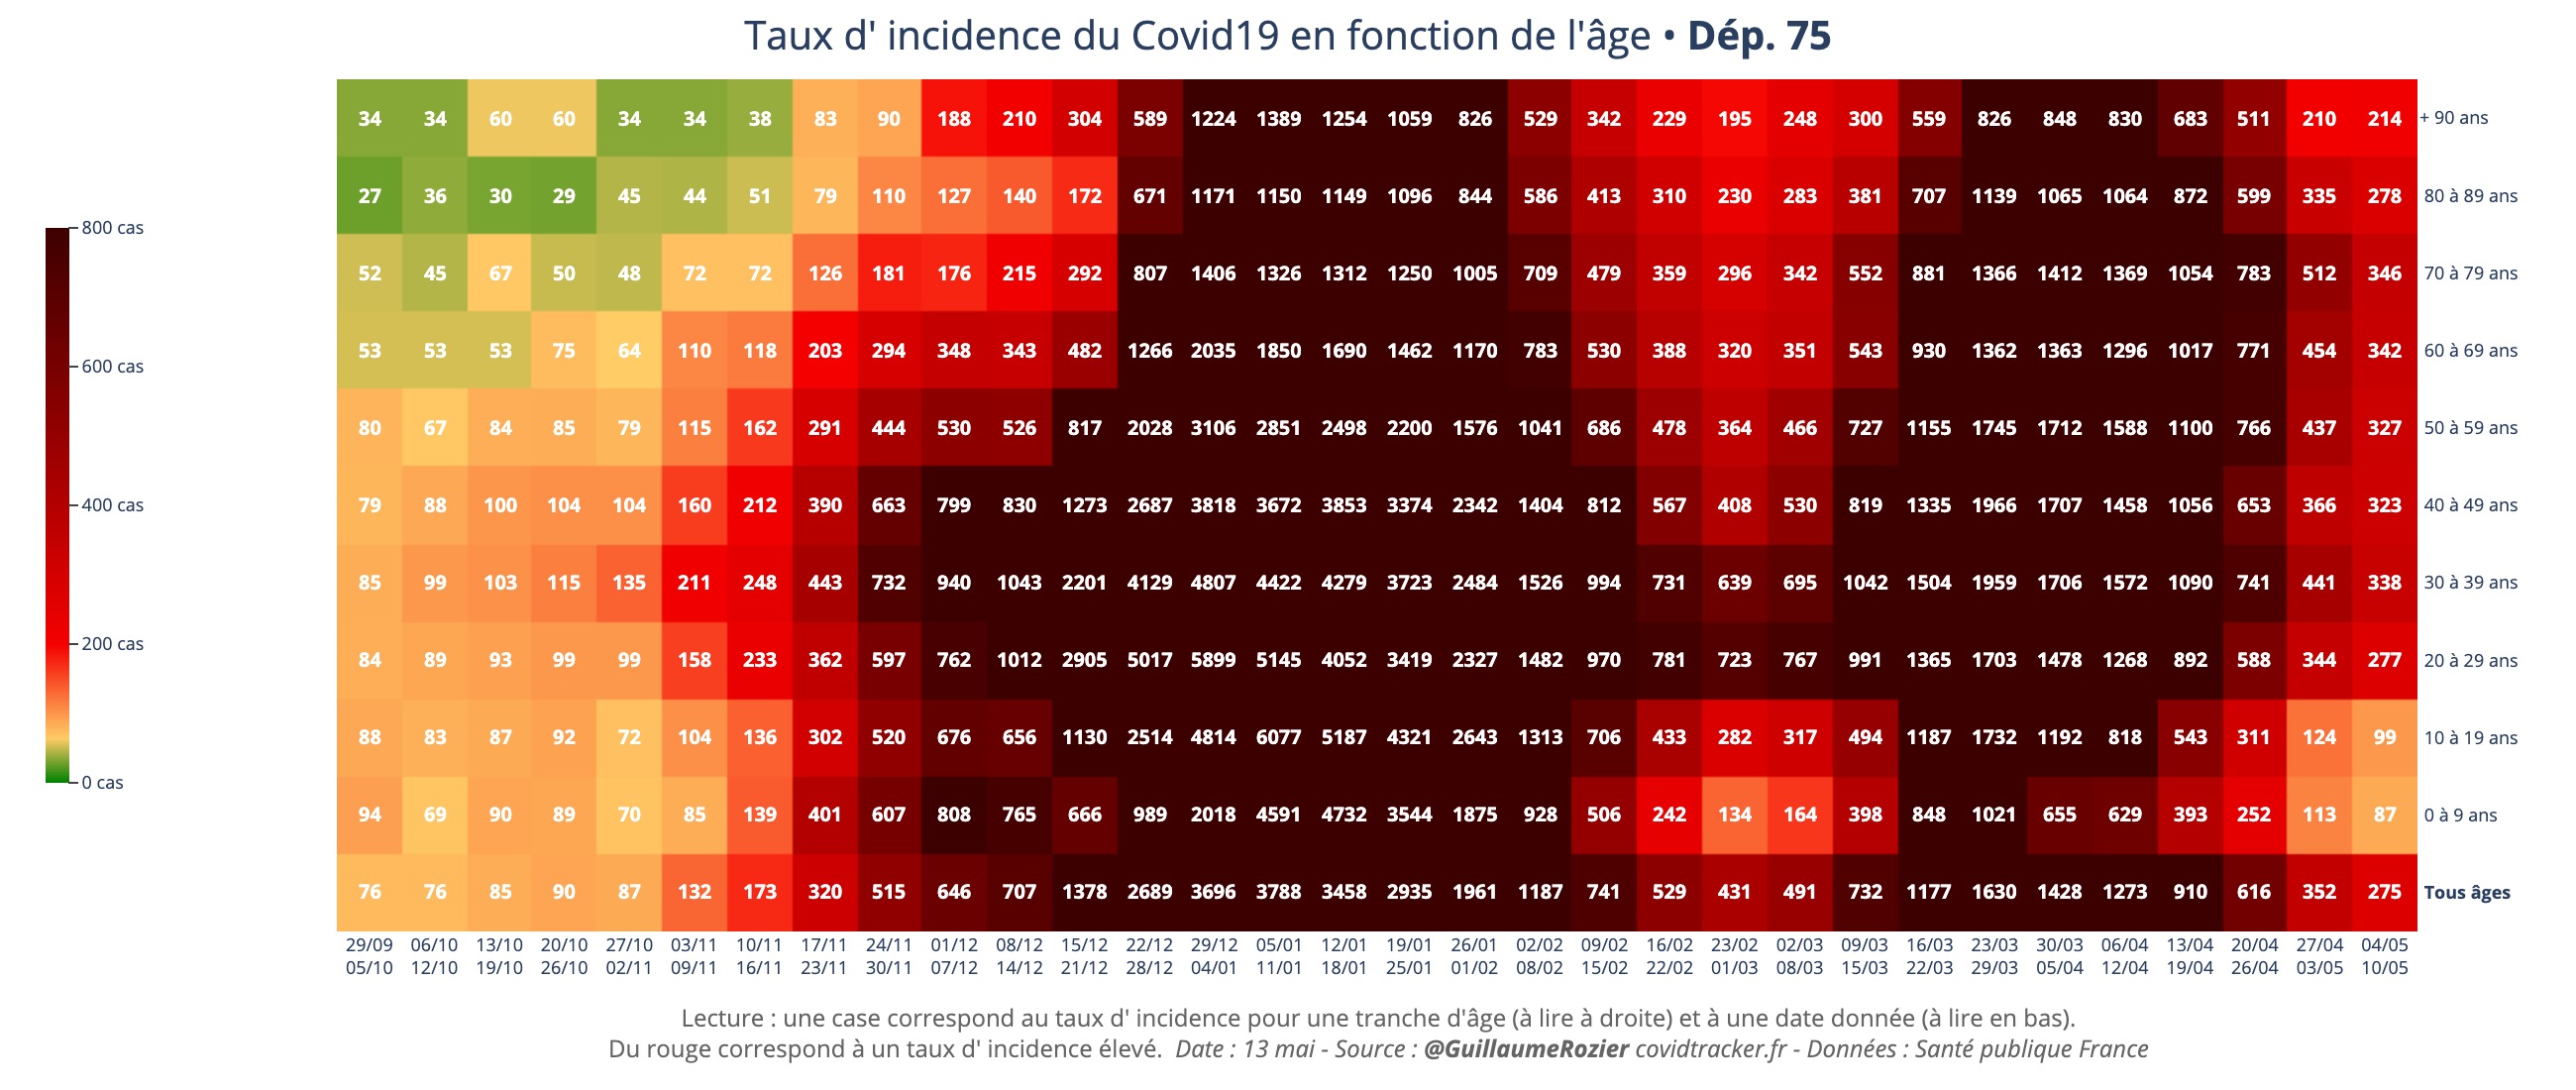 Taux d' incidence du Covid19 en fonction de l'âge • Dép. 75
800 cas
600 cas
400 cas
200 cas
0 cas
34 34 60 60 34 34 38 83 90 188 210 304 589 1224 1389 1254 1059 826 529 342 229 195 248 300 559 826 848 830 683 511 210 214 + 90 ans
27 36 30 29 45 44 51 79 110 127 140 172 671 1171 1150 1149 1096 844 586 413 310 230 283 381 707 1139 1065 1064 872 599 335 278 80 à 89 ans
52 45 67 50 48 72 72 126 181 176 215 292 807 1406 1326 1312 1250 1005 709 479 359 296 342 552 881 1366 1412 1369 1054 783 512 346 70 à 79 ans
53 53 53 75 64 110 118 203 294 348 343 482 1266 2035 1850 1690 1462 1170 783 530 388 320 351 543 930 1362 1363 1296 1017 771 454 342 60 à 69 ans
80 67 84 85 79 115 162 291 444 530 526 817 2028 3106 2851 2498 2200 1576 1041 686 478 364 466 727 1155 1745 1712 1588 1100 766 437 327 50 à 59 ans
79 88 100 104 104 160 212 390 663 799 830 1273 2687 3818 3672 3853 3374 2342 1404 812 567 408 530 819 1335 1966 1707 1458 1056 653 366 323 40 à 49 ans
85 99 103 115 135 211 248 443 732 940 1043 2201 4129 4807 4422 4279 3723 2484 1526 994 731 639 695 1042 1504 1959 1706 1572 1090 741 441 338 30 à 39 ans
84 89 93 99 99 158 233 362 597 762 1012 2905 5017 5899 5145 4052 3419 2327 1482 970 781 723 767 991 1365 1703 1478 1268 892 588 344 277 20 à 29 ans
88 83 87 92 72 104 136 302 520 676 656 1130 2514 4814 6077 5187 4321 2643 1313 706 433 282 317 494 1187 1732 1192 818 543 311 124 99 10 à 19 ans
94 69 90 89 70 85 139 401 607 808 765 666 989 2018 4591 4732 3544 1875 928 506 242 134 164 398 848 1021 655 629 393 252 113 87 0 à 9 ans
76 76 85 90 87 132 173 320 515 646 707 1378 2689 3696 3788 3458 2935 1961 1187 741 529 431 491 732 1177 1630 1428 1273 910 616 352 275 Tous âges
29/09 06/10 13/10 20/10 27/10 03/11 10/11 17/11 24/11 01/12 08/12 15/12 22/12 29/12 05/01 12/01 19/01 26/01 02/02 09/02 16/02 23/02 02/03 09/03 16/03 23/03 30/03 06/04 13/04 20/04 27/04 04/05
05/10 12/10 19/10 26/10 02/11 09/11 16/11 23/11 30/11 07/12 14/12 21/12 28/12 04/01 11/01 18/01 25/01 01/02 08/02 15/02 22/02 01/03 08/03 15/03 22/03 29/03 05/04 12/04 19/04 26/04 03/05 10/05
Lecture : une case correspond au taux d' incidence pour une tranche d'âge (à lire à droite) et à une date donnée (à lire en bas).
Du rouge correspond à un taux d' incidence élevé. Date : 13 mai - Source : @GuillaumeRozier covidtracker.fr - Données : Santé publique France